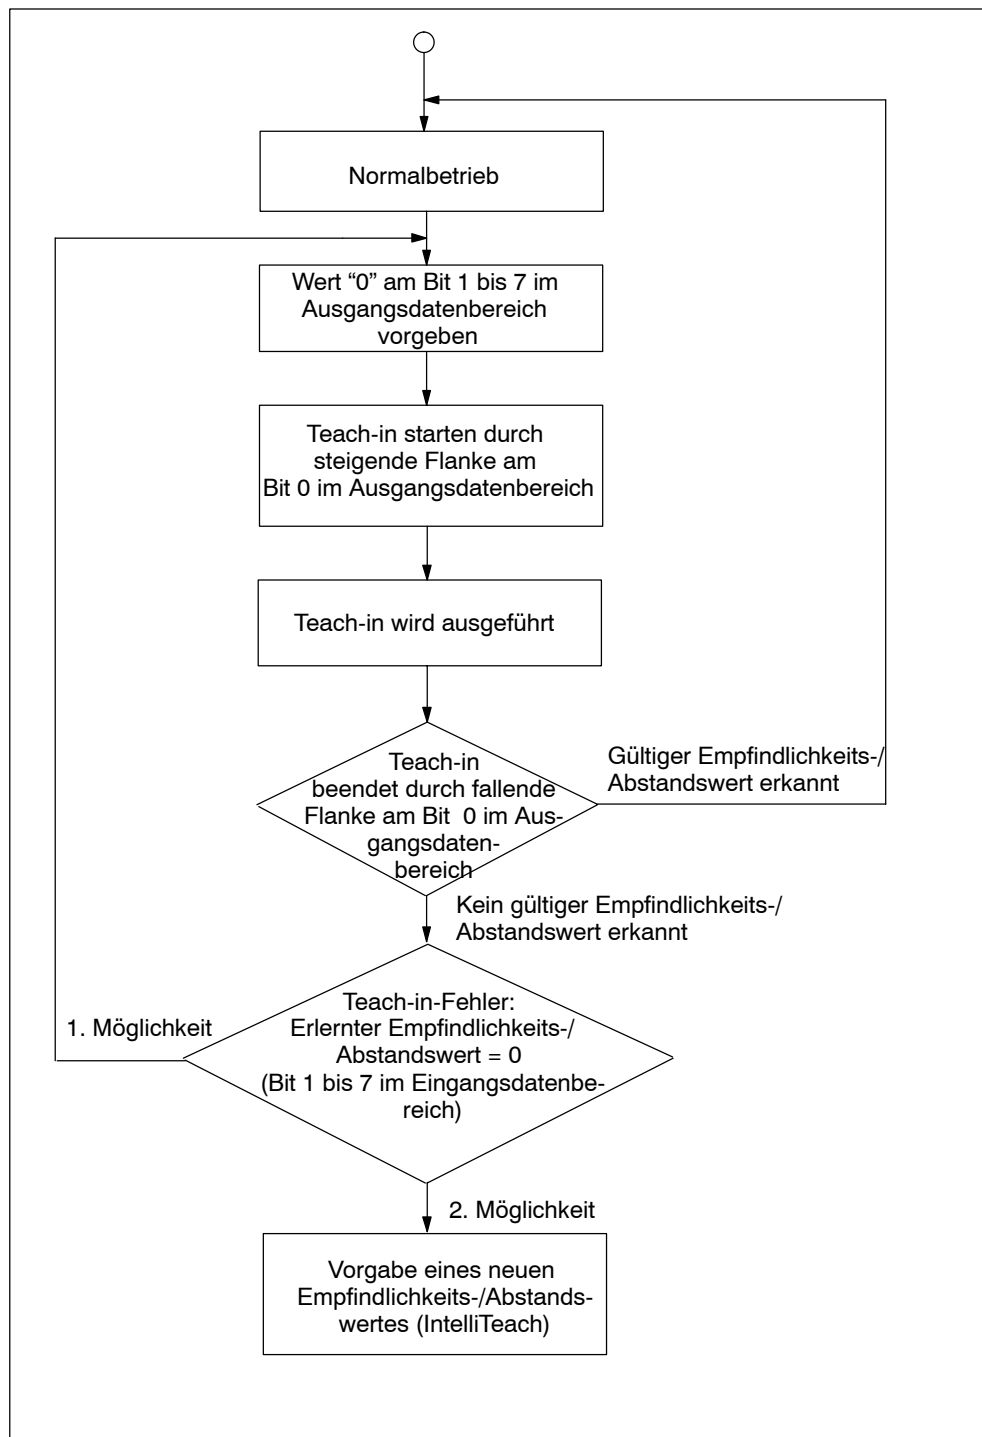 Normalbetrieb
Wert “0” am Bit 1 bis 7 im
Ausgangsdatenbereich
vorgeben
Teach-in starten durch
steigende Flanke am
Bit 0 im Ausgangsdatenbereich
Teach-in wird ausgeführt
Teach-in
beendet durch fallende
Flanke am Bit 0 im Aus-
gangsdaten-
bereich
Gültiger Empfindlichkeits-/
Abstandswert erkannt
Kein gültiger Empfindlichkeits-/
Abstandswert erkannt
Teach-in-Fehler:
Erlernter Empfindlichkeits-/
Abstandswert = 0
(Bit 1 bis 7 im Eingangsdatenbe-
reich)
1. Möglichkeit
2. Möglichkeit
Vorgabe eines neuen
Empfindlichkeits-/Abstands-
wertes (IntelliTeach)